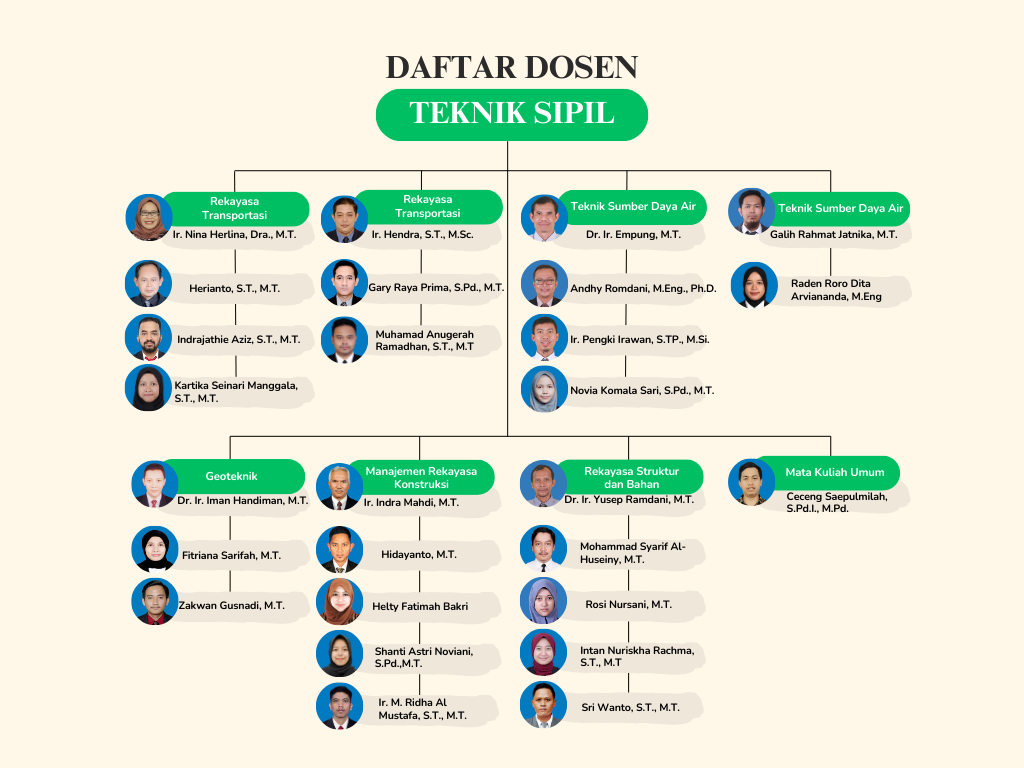 DAFTAR DOSEN
TEKNIK SIPIL
Rekayasa
Transportasi
Ir. Nina Herlina, Dra., M.T.
Herianto, S.T., M.T.
Indrajathie Aziz, S.T., M.T.
Kartika Seinari Manggala,
S.T., M.T.
Rekayasa
Transportasi
Ir. Hendra, S.T., M.Sc.
Gary Raya Prima, S.Pd., M.T.
Muhamad Anugerah
Ramadhan, S.T., M.T
Teknik Sumber Daya Air
Dr. Ir. Empung, M.T.
Andhy Romdani, M.Eng., Ph.D.
Ir. Pengki Irawan, S.TP., M.Si.
Novia Komala Sari, S.Pd., M.T.
Teknik Sumber Daya Air
Galih Rahmat Jatnika, M.T.
Raden Roro Dita
Arviananda, M.Eng
Geoteknik
Dr. Ir. Iman Handiman, M.T.
Fitriana Sarifah, M.T.
Zakwan Gusnadi, M.T.
Manajemen Rekayasa
Konstruksi
Ir. Indra Mahdi, M.T.
Hidayanto, M.T.
Helty Fatimah Bakri
Shanti Astri Noviani,
S.Pd.,M.T.
Ir. M. Ridha Al
Mustafa, S.T., M.T.
Rekayasa Struktur
dan Bahan
Dr. Ir. Yusep Ramdani, M.T.
Mohammad Syarif Al-
Huseiny, M.T.
Rosi Nursani, M.T.
Intan Nuriskha Rachma,
S.T., M.T
Sri Wanto, S.T., M.T.
Mata Kuliah Umum
Ceceng Saepulmilah,
S.Pd.I., M.Pd.